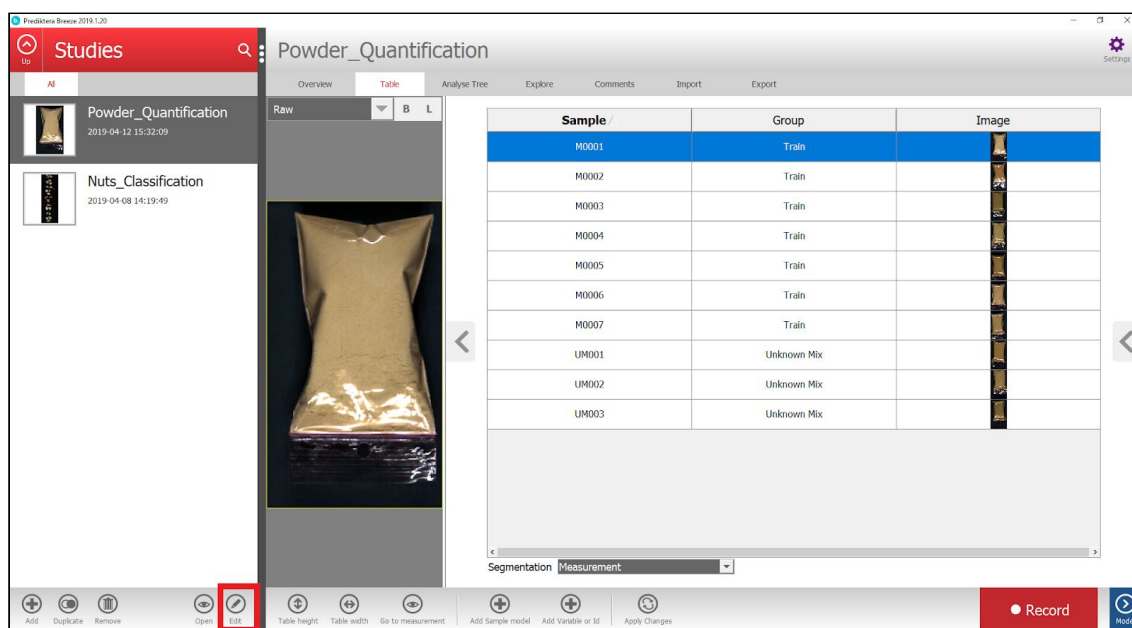 Prediktera Breeze 2019.1.20
Up
Studies
Powder_Quantification
Settings
All
Overview Table Analyse Tree Explore Comments Import Export
Powder_Quantification
2019-04-12 15:32:09
Nuts_Classification
2019-04-08 14:19:49
Raw B L
Sample / Group Image
M0001 Train
M0002 Train
M0003 Train
M0004 Train
M0005 Train
M0006 Train
M0007 Train
UM001 Unknown Mix
UM002 Unknown Mix
UM003 Unknown Mix
Segmentation Measurement
Add Duplicate Remove Open Edit Table height Table width Go to measurement Add Sample model Add Variable or Id Apply Changes Record